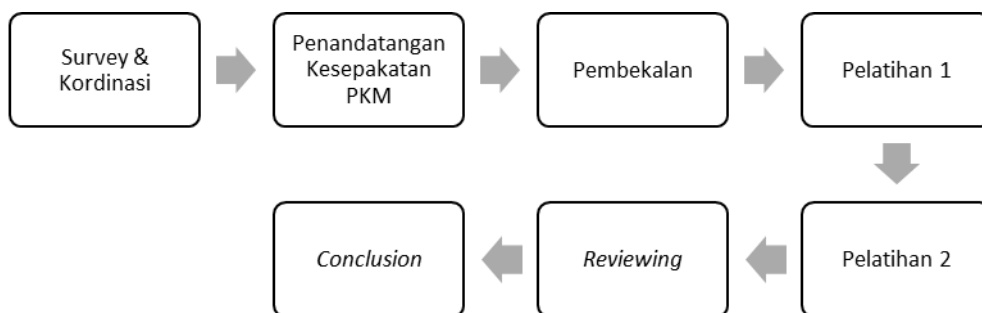 Survey &
Kordinasi
Penandatangan
Kesepakatan
PKM
Pembekalan
Pelatihan 1
Pelatihan 2
Reviewing
Conclusion